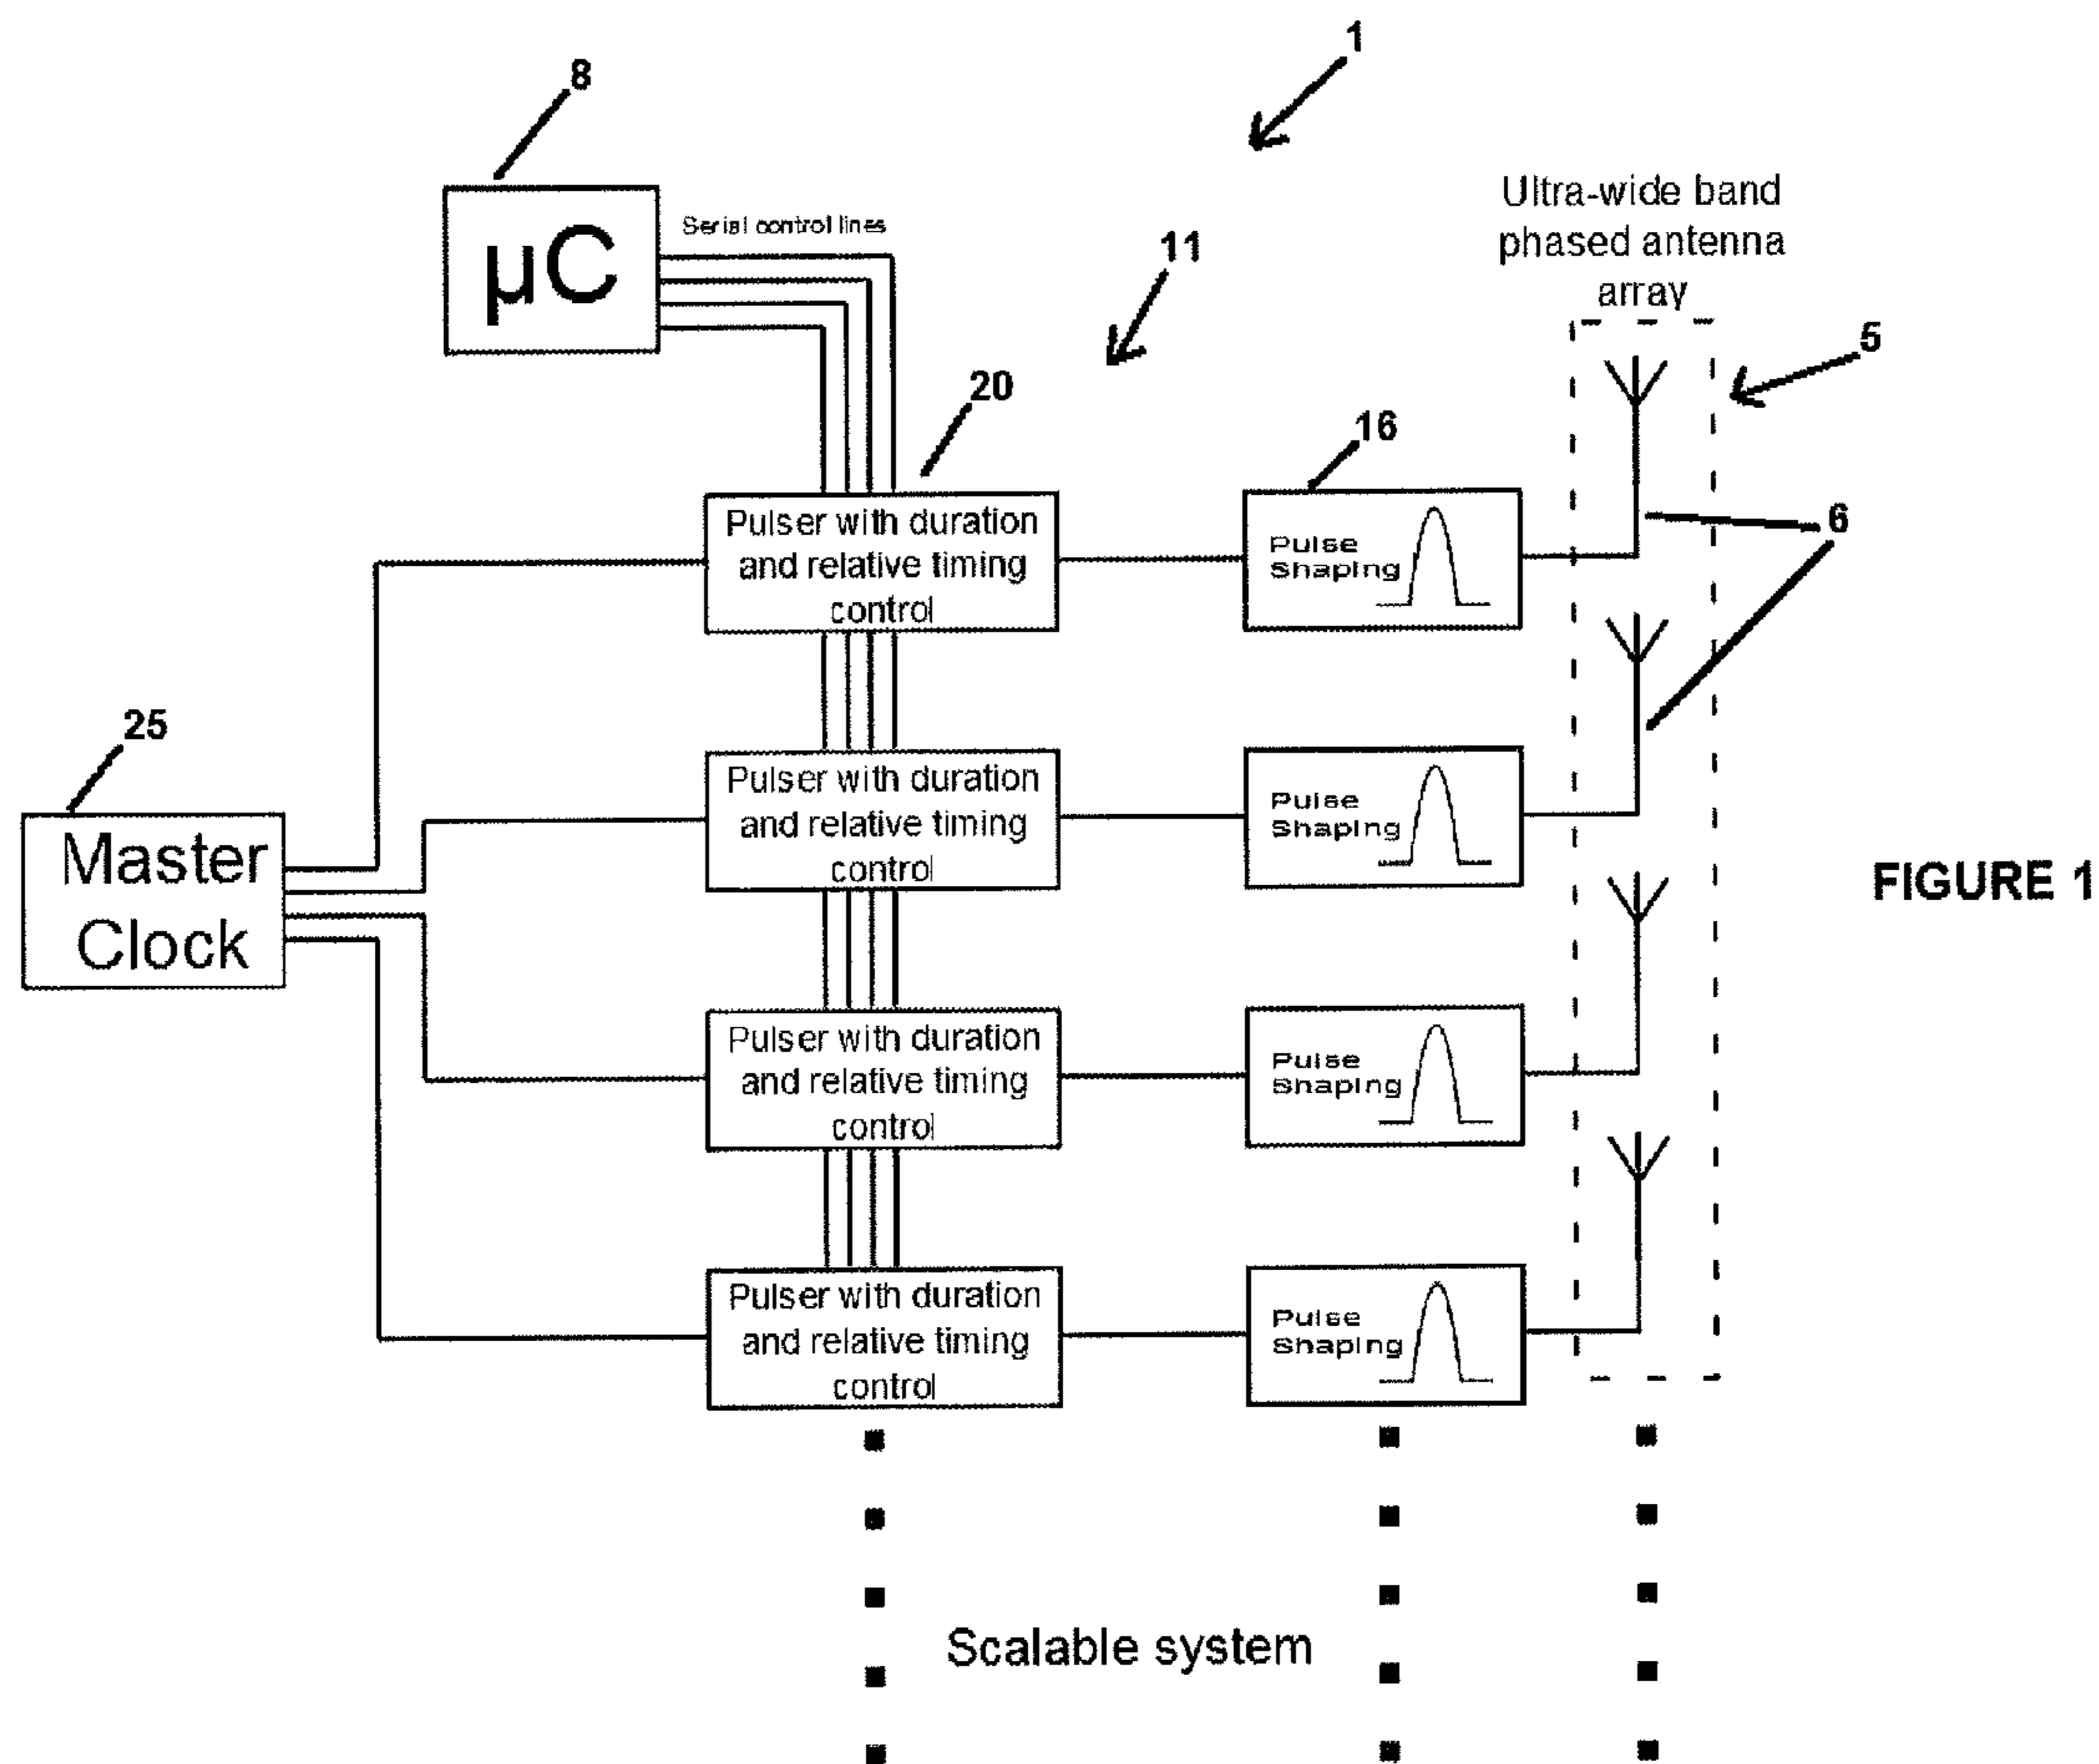 1
8
Ultra-wide band
phased antenna
array
Serial control lines
µC
11
5
20
16
6
Pulser with duration
and relative timing
control
Pulse
Shaping
25
Master
Clock
Pulser with duration
and relative timing
control
Pulse
Shaping
FIGURE 1
Pulser with duration
and relative timing
control
Pulse
Shaping
Pulser with duration
and relative timing
control
Pulse
Shaping
Scalable system